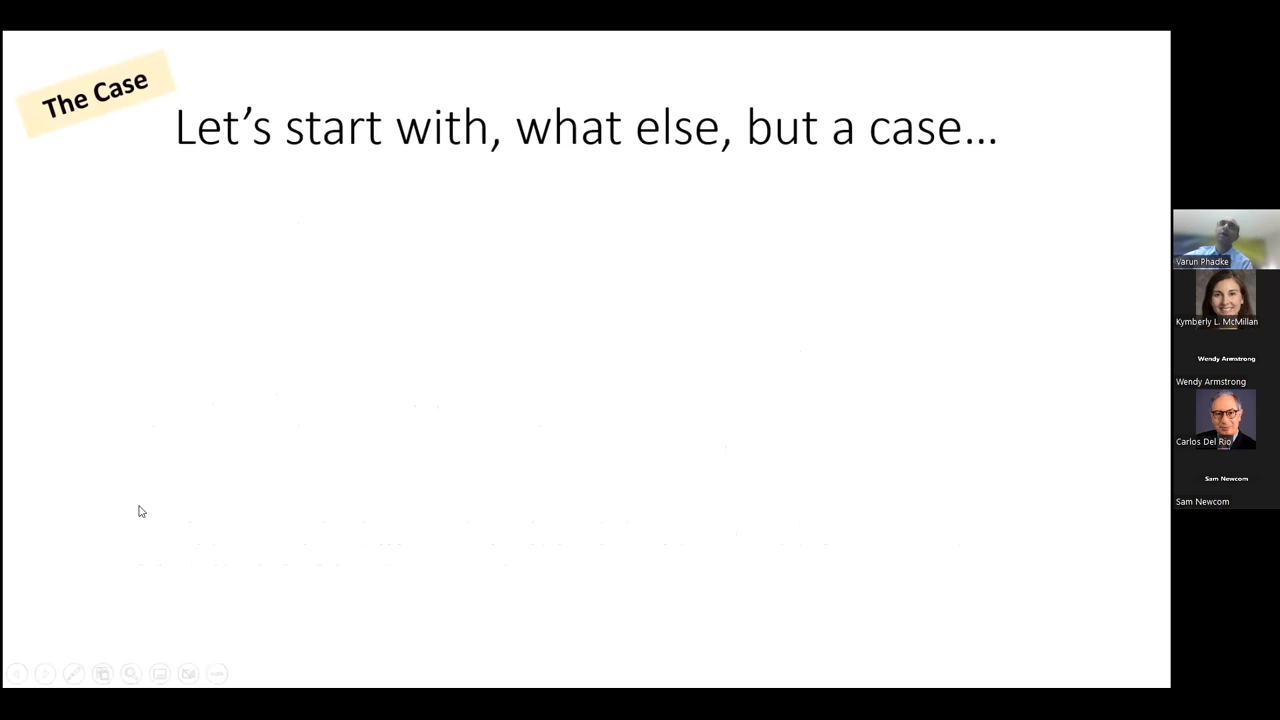 The Case
Let's start with, what else, but a case...
Varun Phadke
Kymberly L. McMillan
Wendy Armstrong
Wendy Armstrong
Carlos Del Rio
Sam Newcom
Sam Newcom